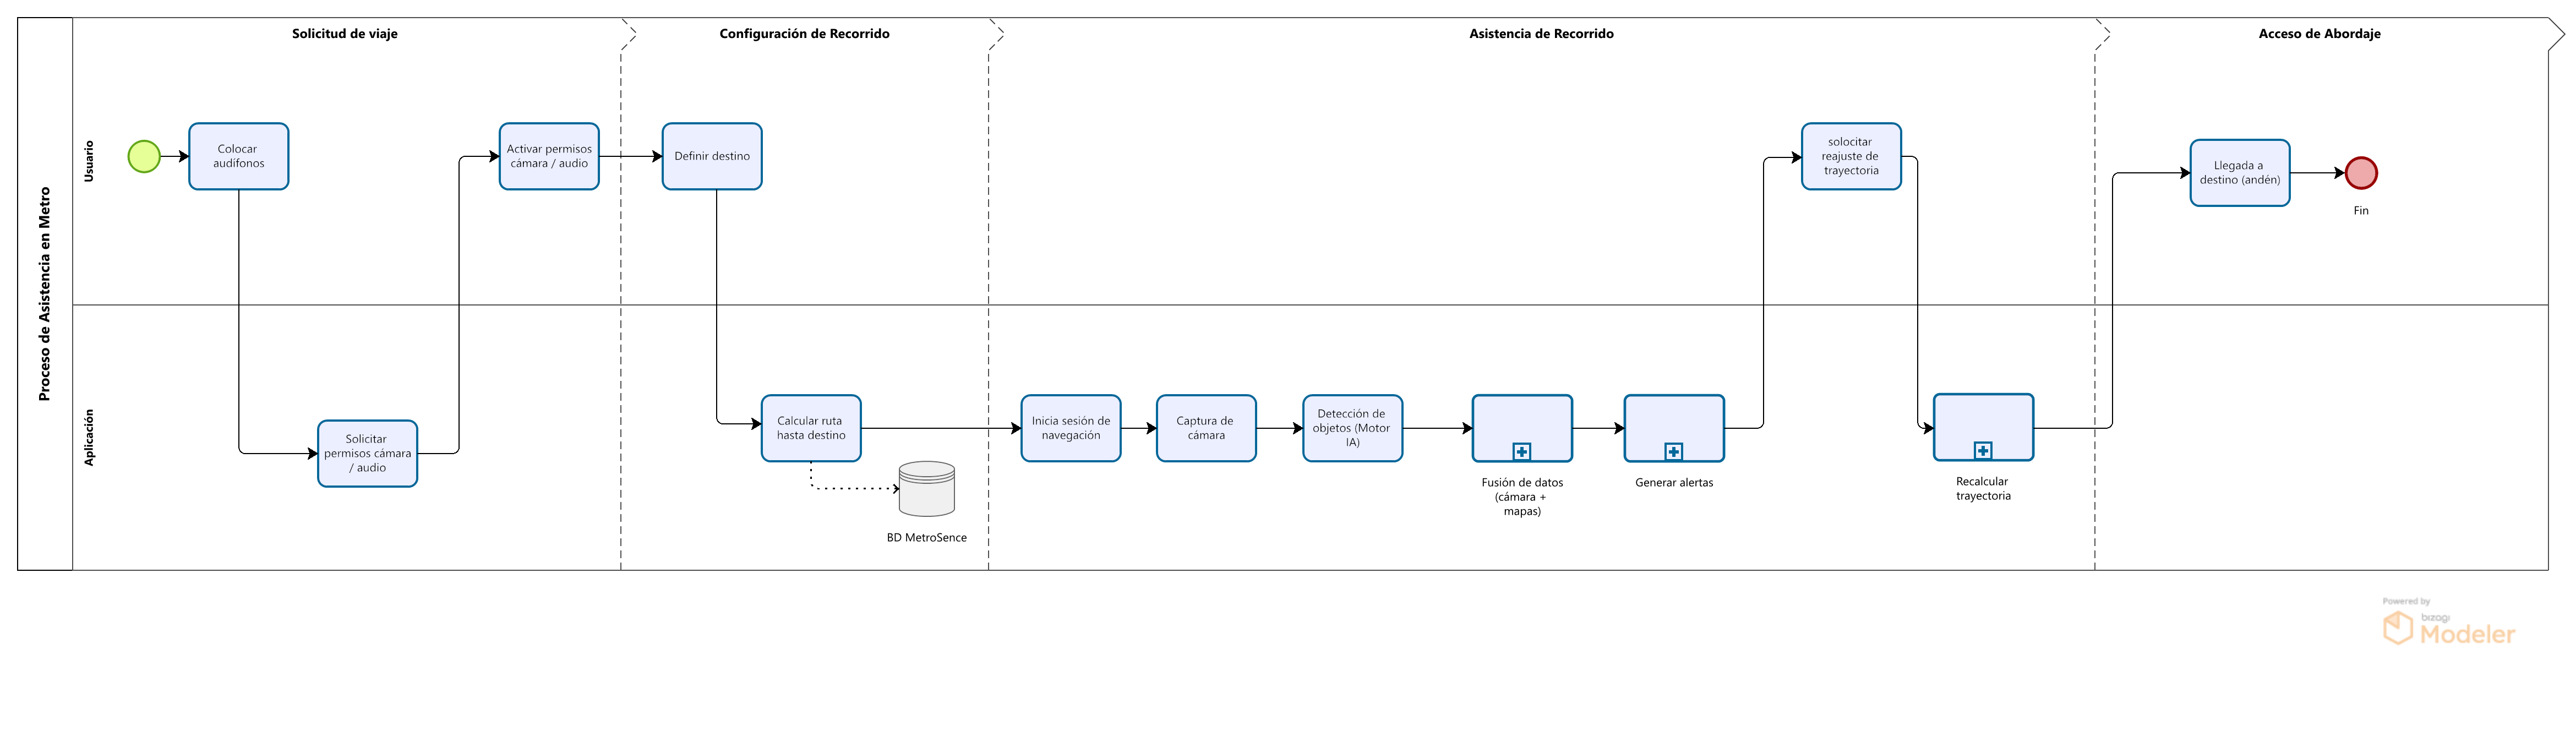 Proceso de Asistencia en Metro
Solicitud de viaje
Configuración de Recorrido
Asistencia de Recorrido
Acceso de Abordaje
Usuario
Colocar
audífonos
Activar permisos
cámara / audio
Definir destino
solocitar
reajuste de
trayectoria
Llegada a
destino (andén)
Fin
Aplicación
Solicitar
permisos cámara
/ audio
Calcular ruta
hasta destino
BD MetroSence
Inicia sesión de
navegación
Captura de
cámara
Detección de
objetos (Motor
IA)
Fusión de datos
(cámara +
mapas)
Generar alertas
Recalcular
trayectoria
Powered by
bizagi
Modeler